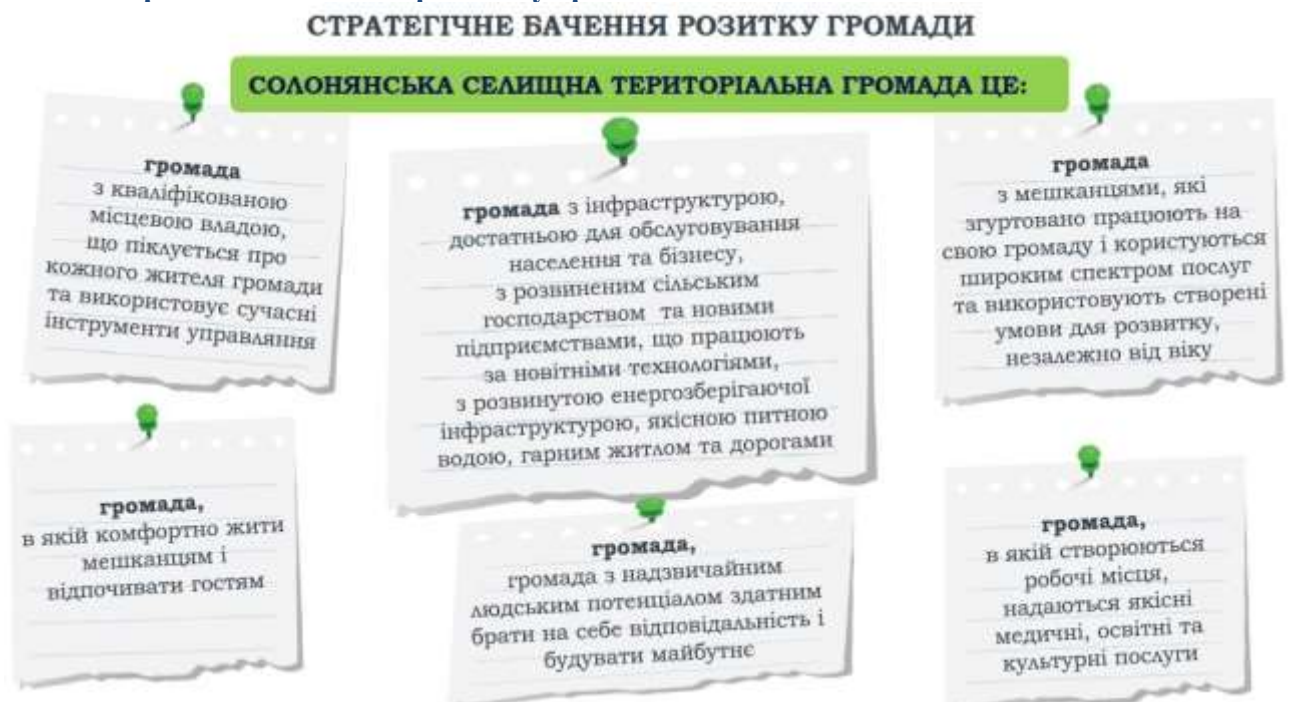 СТРАТЕГІЧНЕ БАЧЕННЯ РОЗИТКУ ГРОМАДИ
СОЛОНЯНСЬКА СЕЛИЩНА ТЕРИТОРІАЛЬНА ГРОМАДА ЦЕ:
громада
з кваліфікованою
місцевою владою,
що піклується про
кожного жителя громади
та використовує сучасні
інструменти управляння
громада з інфраструктурою,
достатньою для обслуговування
населення та бізнесу,
з розвиненим сільським
господарством та новими
підприємствами, що працюють
за новітніми технологіями,
з розвинутою енергозберігаючої
інфраструктурою, якісною питною
водою, гарним житлом та дорогами
громада
з мешканцями, які
згуртовано працюють на
свою громаду і користуються
широким спектром послуг
та використовують створені
умови для розвитку,
незалежно від віку
громада,
в якій комфортно жити
мешканцям і
відпочивати гостям
громада,
громада з надзвичайним
людським потенціалом здатним
брати на себе відповідальність і
будувати майбутнє
громада,
в якій створюються
робочі місця,
надаються якісні
медичні, освітні та
культурні послуги